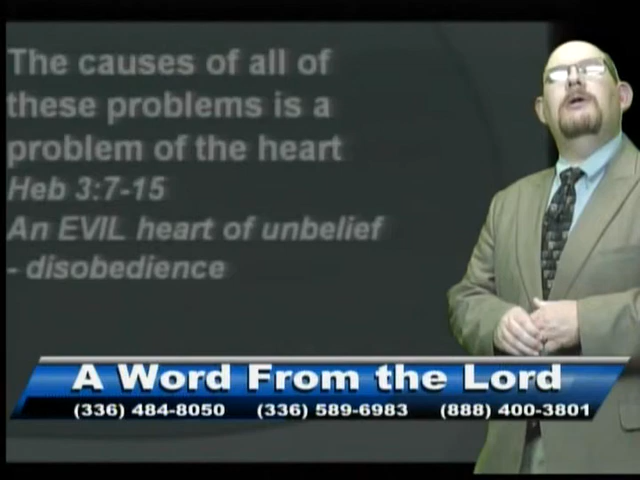 The causes of all of
these problems is a
problem of the heart
Heb 3:7-15
An EVIL heart of unbelief
- disobedience
A Word From the Lord
(336) 484-8050 (336) 589-6983 (888) 400-3801